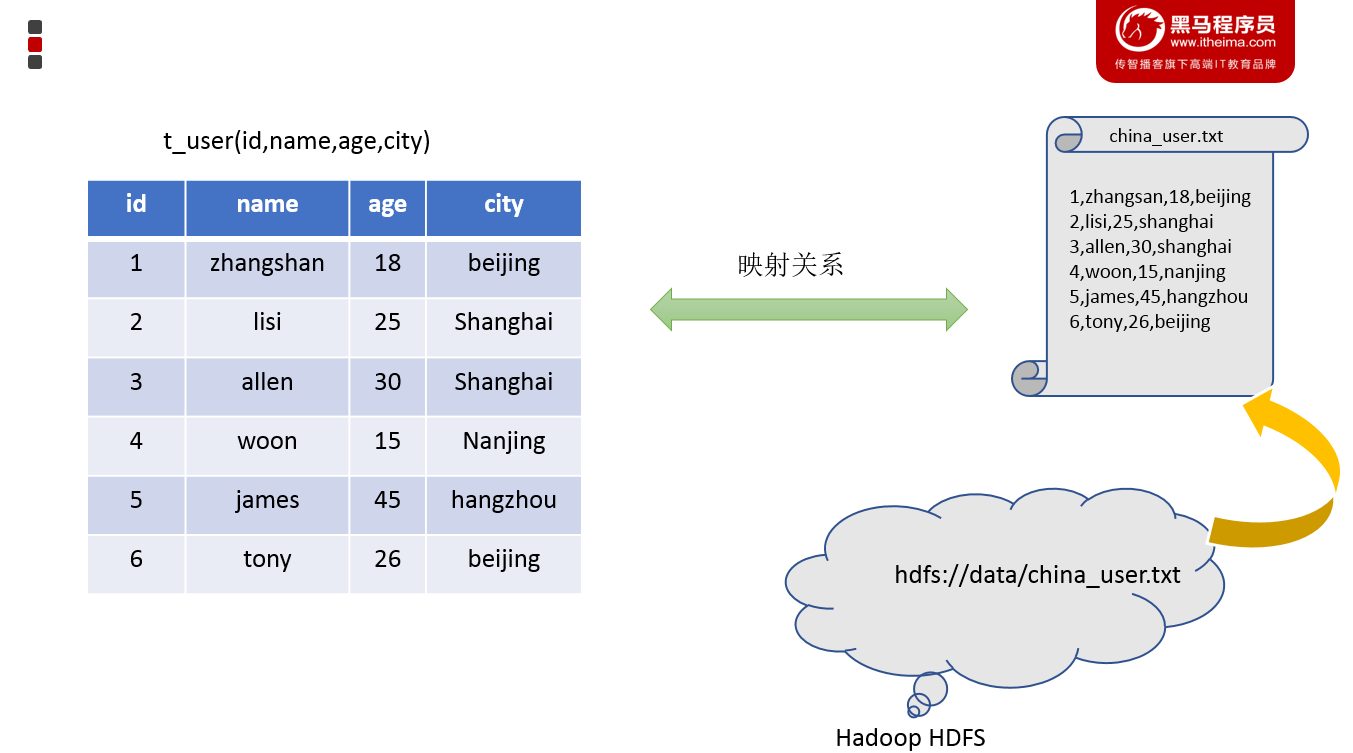 黑马程序员
www.itheima.com
传智播客旗下高端IT教育品牌
t_user(id,name,age,city)
id name age city
1 zhangshan 18 beijing
2 lisi 25 Shanghai
3 allen 30 Shanghai
4 woon 15 Nanjing
5 james 45 hangzhou
6 tony 26 beijing
映射关系
china_user.txt
1,zhangsan,18,beijing
2,lisi,25,shanghai
3,allen,30,shanghai
4,woon,15,nanjing
5,james,45,hangzhou
6,tony,26,beijing
hdfs://data/china_user.txt
Hadoop HDFS